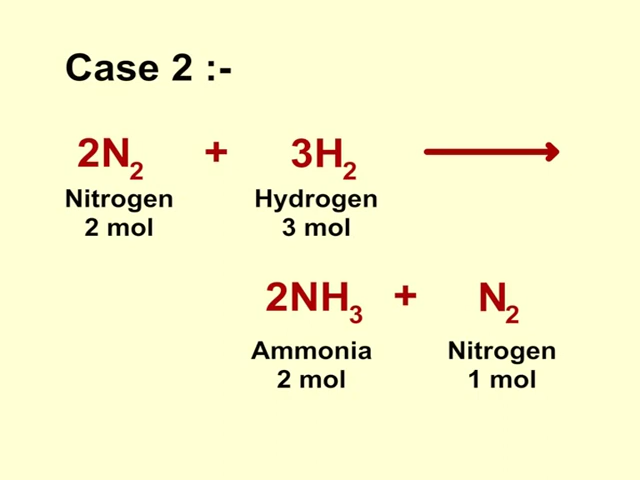 Case 2 :-
2N₂ + 3H₂ ⟶
Nitrogen Hydrogen
2 mol 3 mol
2NH₃ + N₂
Ammonia Nitrogen
2 mol 1 mol